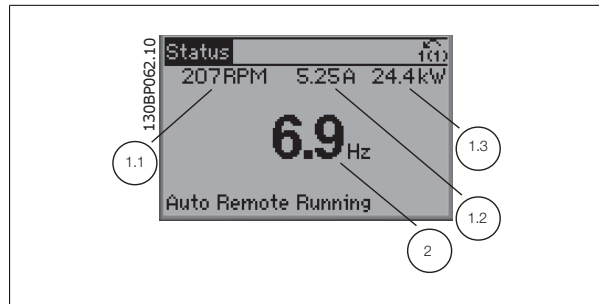 130BP062.10
Status 1(1)
207RPM 5.25A 24.4kW
6.9Hz
Auto Remote Running
1.1
1.3
1.2
2